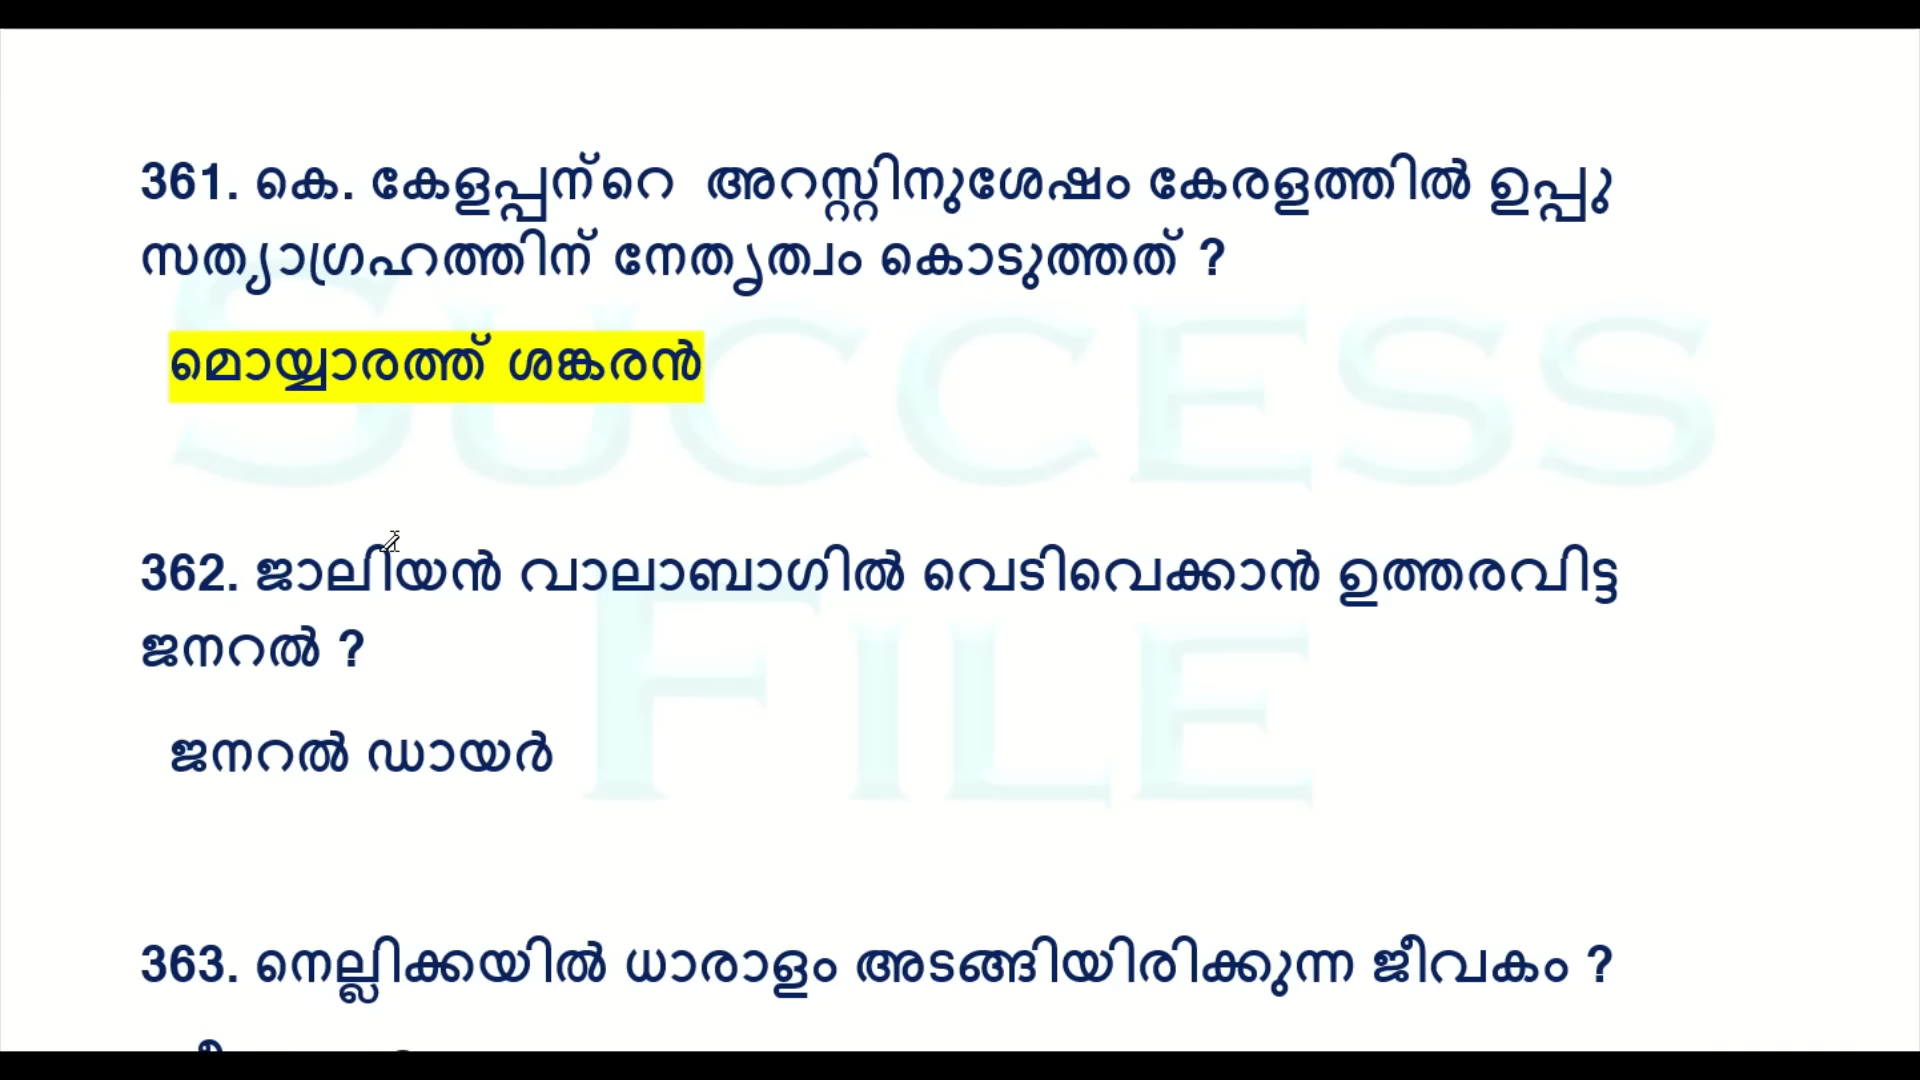 361. കെ. കേളപ്പന്റെ അറസ്റ്റിനുശേഷം കേരളത്തിൽ ഉപ്പു
സത്യാഗ്രഹത്തിന് നേതൃത്വം കൊടുത്തത് ?
മൊയ്യാരത്ത് ശങ്കരൻ
SUCCESS
362. ജാലിയൻ വാലാബാഗിൽ വെടിവെക്കാൻ ഉത്തരവിട്ട
ജനറൽ ?
FILE
ജനറൽ ഡായർ
363. നെല്ലിക്കയിൽ ധാരാളം അടങ്ങിയിരിക്കുന്ന ജീവകം ?